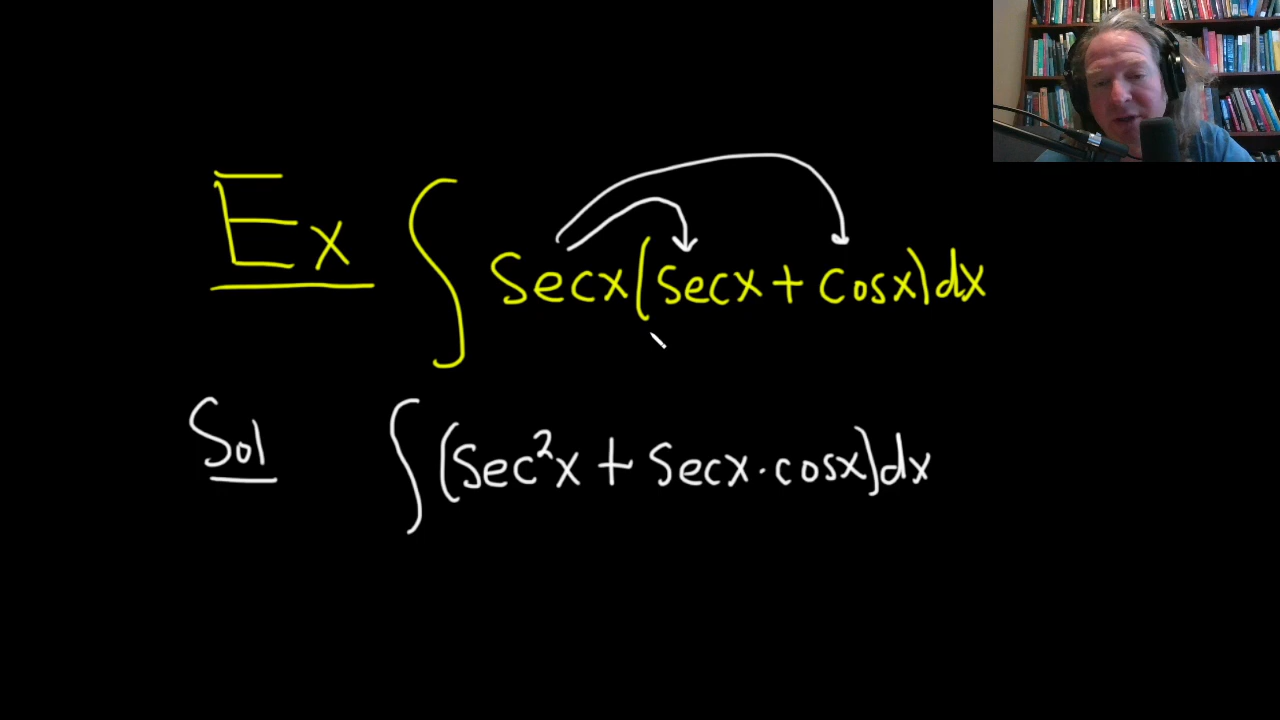 Ex ∫ Secx(secx + cosx)dx
Sol ∫ (Sec²x + Secx·cosx)dx